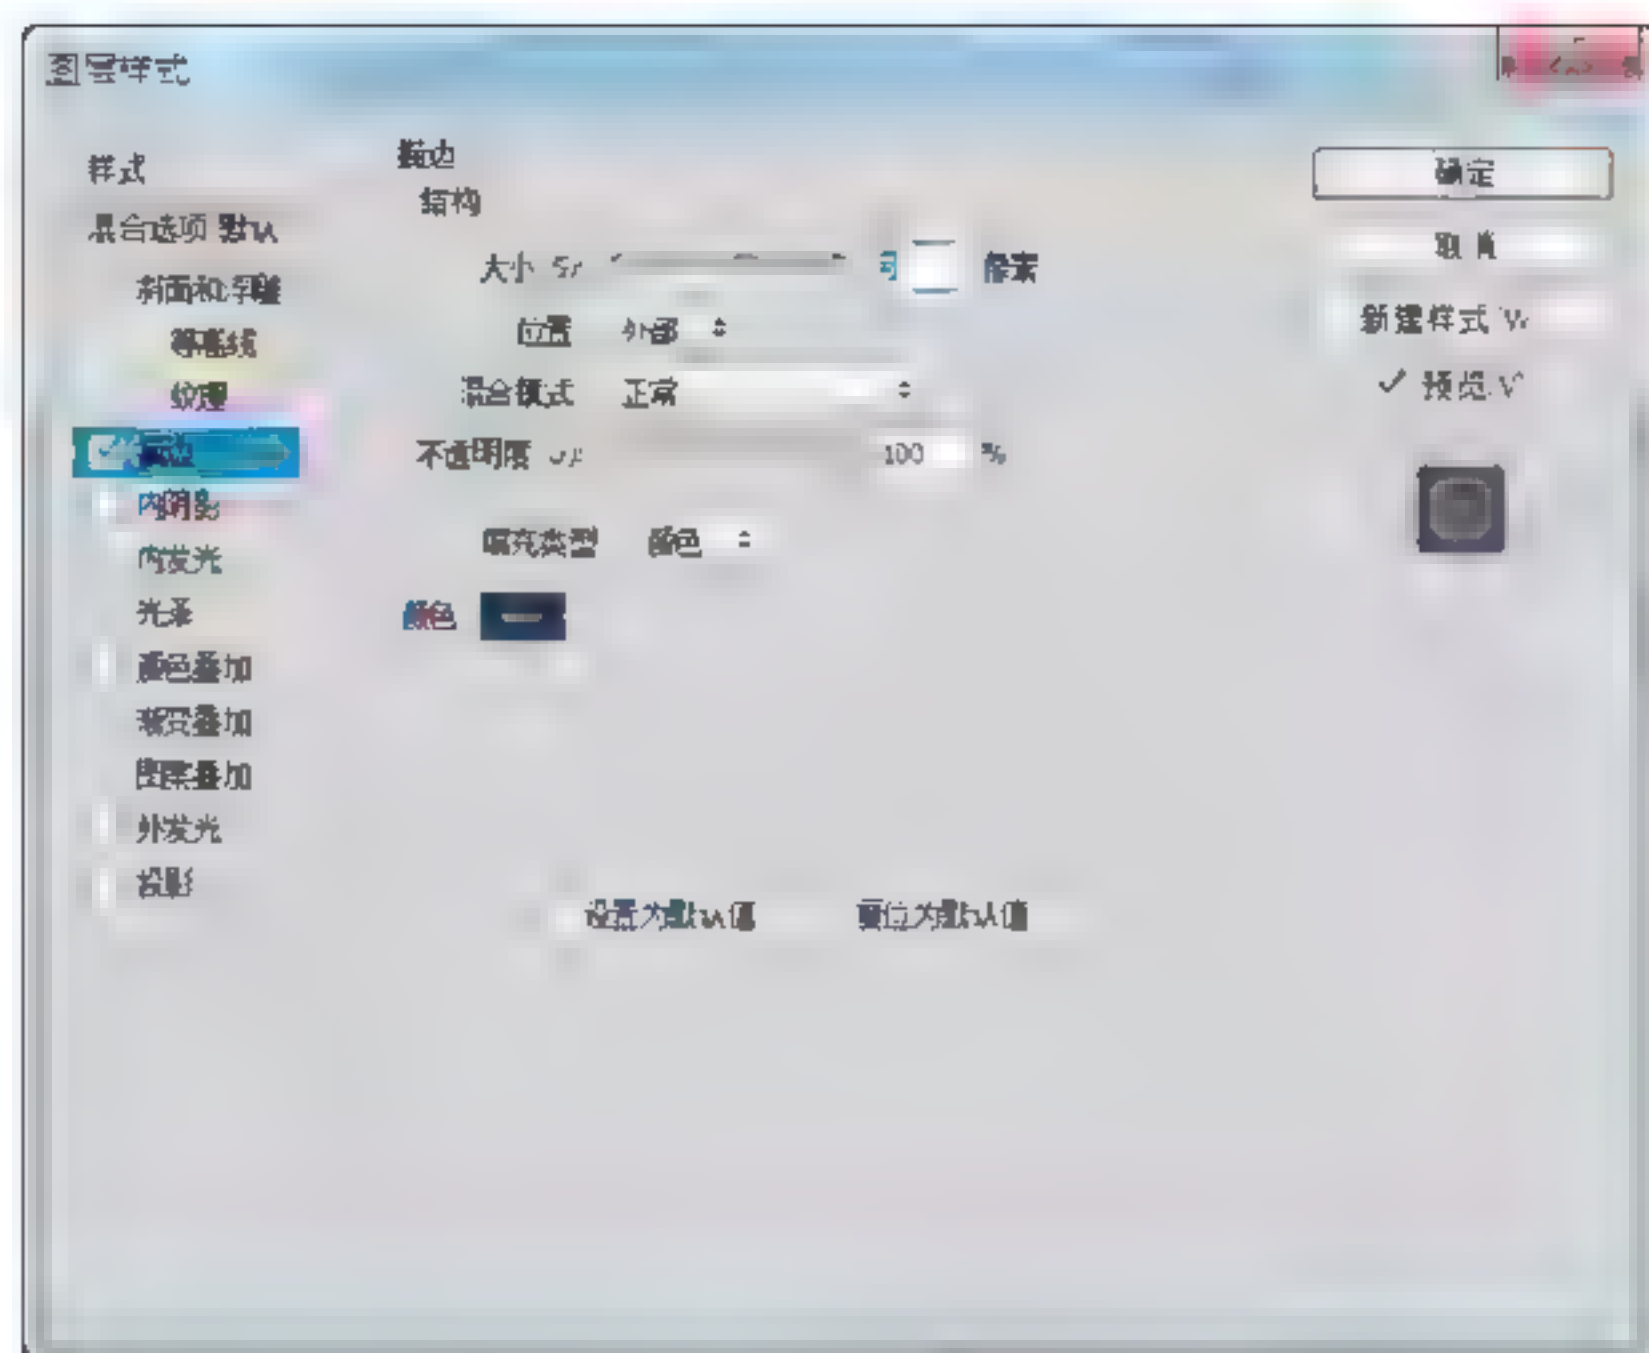 图层样式
样式
混合选项 默认
斜面和浮雕
等高线
纹理
内阴影
内发光
光泽
颜色叠加
渐变叠加
图案叠加
外发光
投影
描边
结构
大小
像素
位置 外部
混合模式 正常
不透明度 100 %
填充类型 颜色
颜色
设置为默认值 复位为默认值
确定
取消
新建样式 W
预览 V